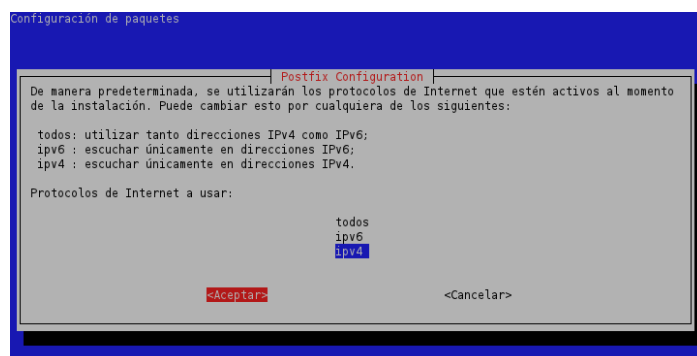 Configuración de paquetes
Postfix Configuration
De manera predeterminada, se utilizarán los protocolos de Internet que estén activos al momento
de la instalación. Puede cambiar esto por cualquiera de los siguientes:
todos: utilizar tanto direcciones IPv4 como IPv6;
ipv6 : escuchar únicamente en direcciones IPv6;
ipv4 : escuchar únicamente en direcciones IPv4.
Protocolos de Internet a usar:
todos
ipv6
ipv4
<Aceptar> <Cancelar>